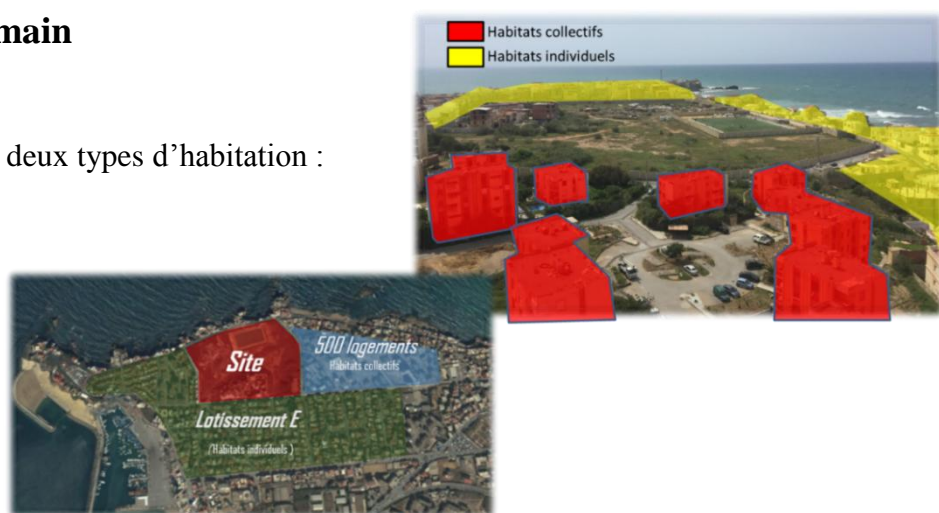 main
Habitats collectifs
Habitats individuels
deux types d’habitation :
Site
500 logements
Habitats collectifs
Lotissement E
(Habitats individuels )